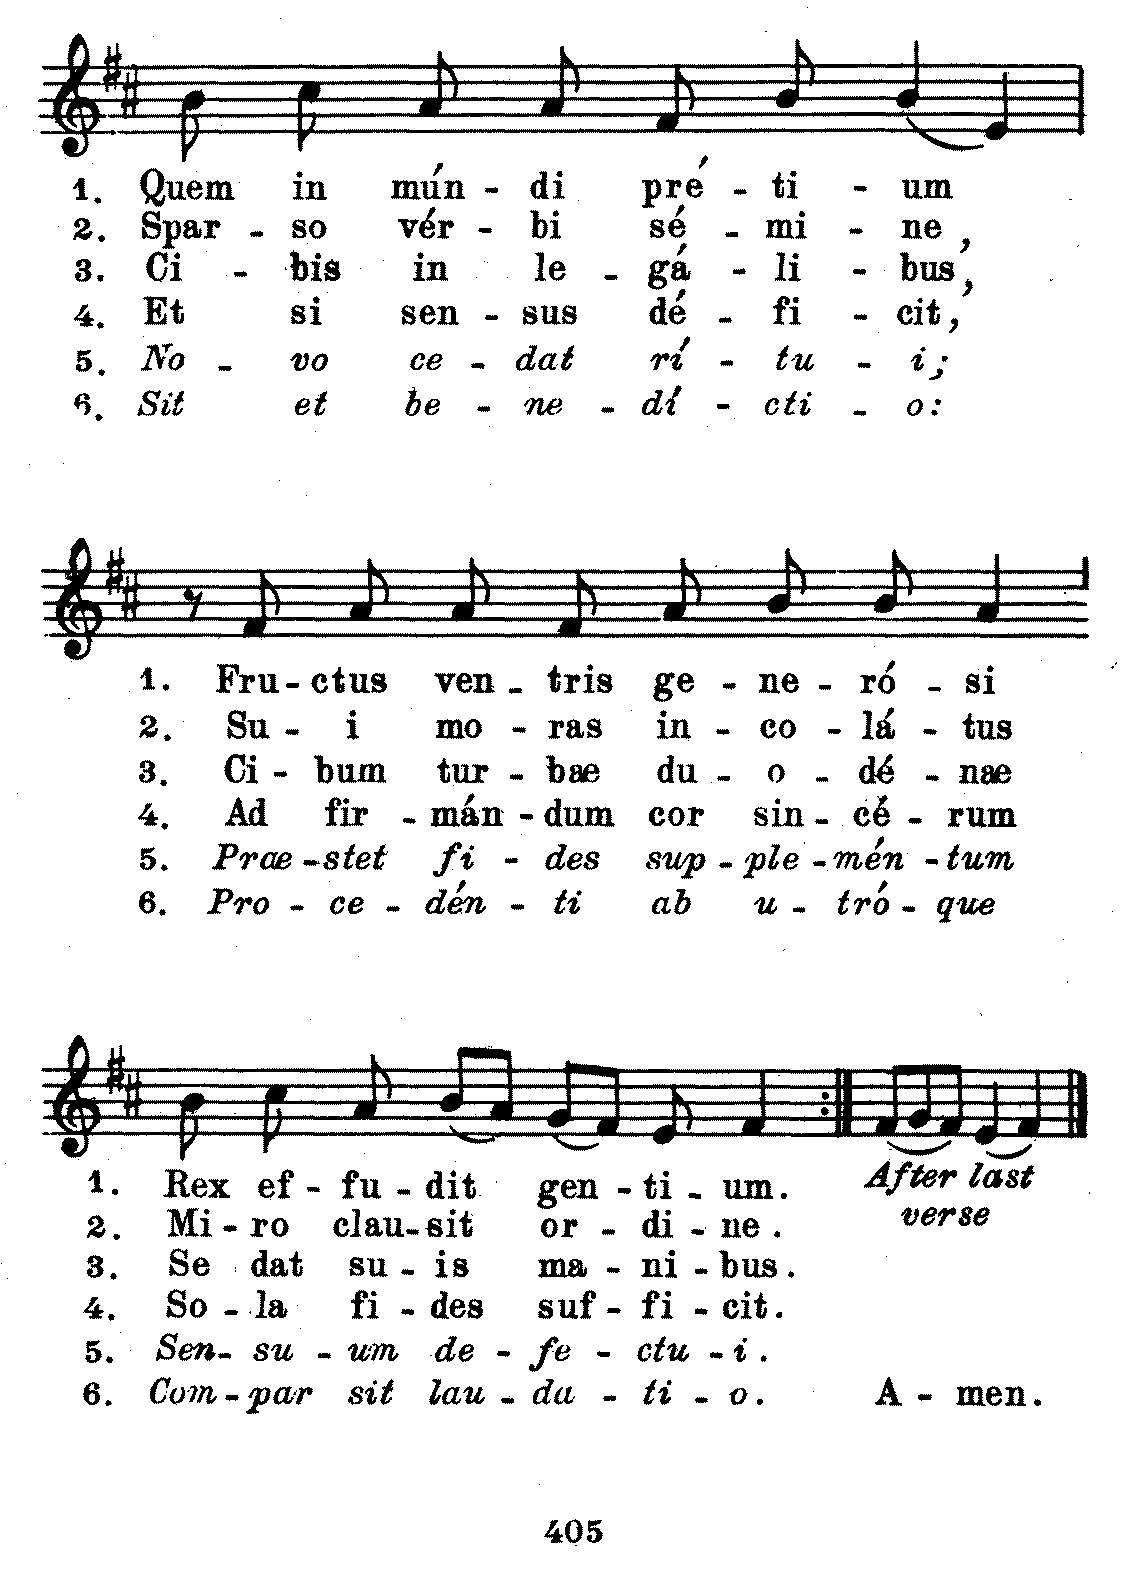 1. Quem in mún - di pré - ti - um
2. Spar - so vér - bi sé - mi - ne,
3. Ci - bis in le - gá - li - bus,
4. Et si sen - sus dé - fi - cit,
5. No - vo ce - dat rí - tu - i;
6. Sit et be - ne - dí - cti - o:
1. Fru - ctus ven - tris ge - ne - ró - si
2. Su - i mo - ras in - co - lá - tus
3. Ci - bum tur - bae du - o - dé - nae
4. Ad fir - mán - dum cor sin - cé - rum
5. Prae - stet fi - des sup - ple - mén - tum
6. Pro - ce - dén - ti ab u - tró - que
1. Rex ef - fu - dit gen - ti - um. After last
2. Mi - ro clau - sit or - di - ne. verse
3. Se dat su - is ma - ni - bus.
4. So - la fi - des suf - fi - cit.
5. Sen - su - um de - fe - ctu - i.
6. Com - par sit lau - da - ti - o. A - men.
405